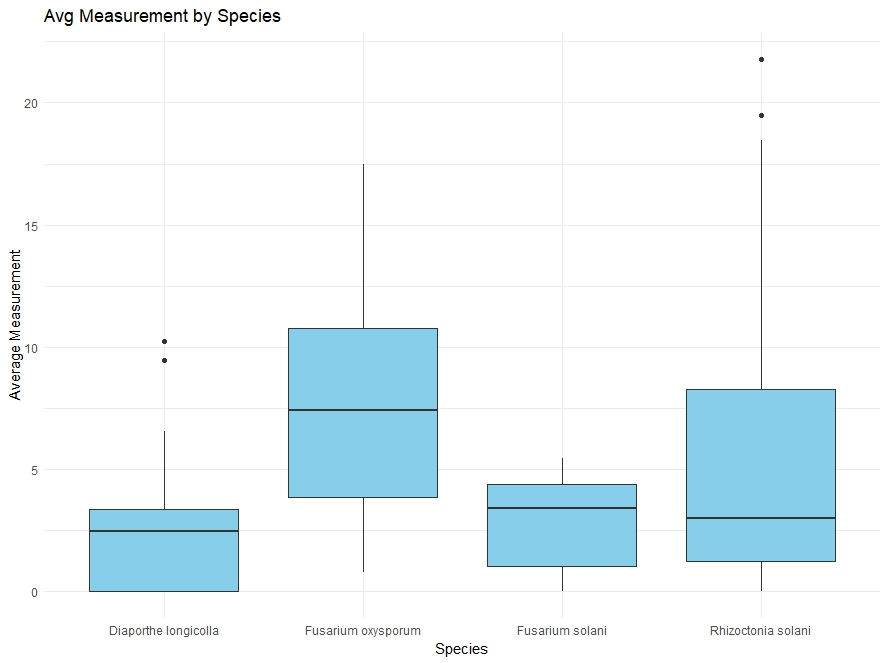 Avg Measurement by Species
Average Measurement
20
15
10
5
0
Diaporthe longicolla
Fusarium oxysporum
Fusarium solani
Rhizoctonia solani
Species